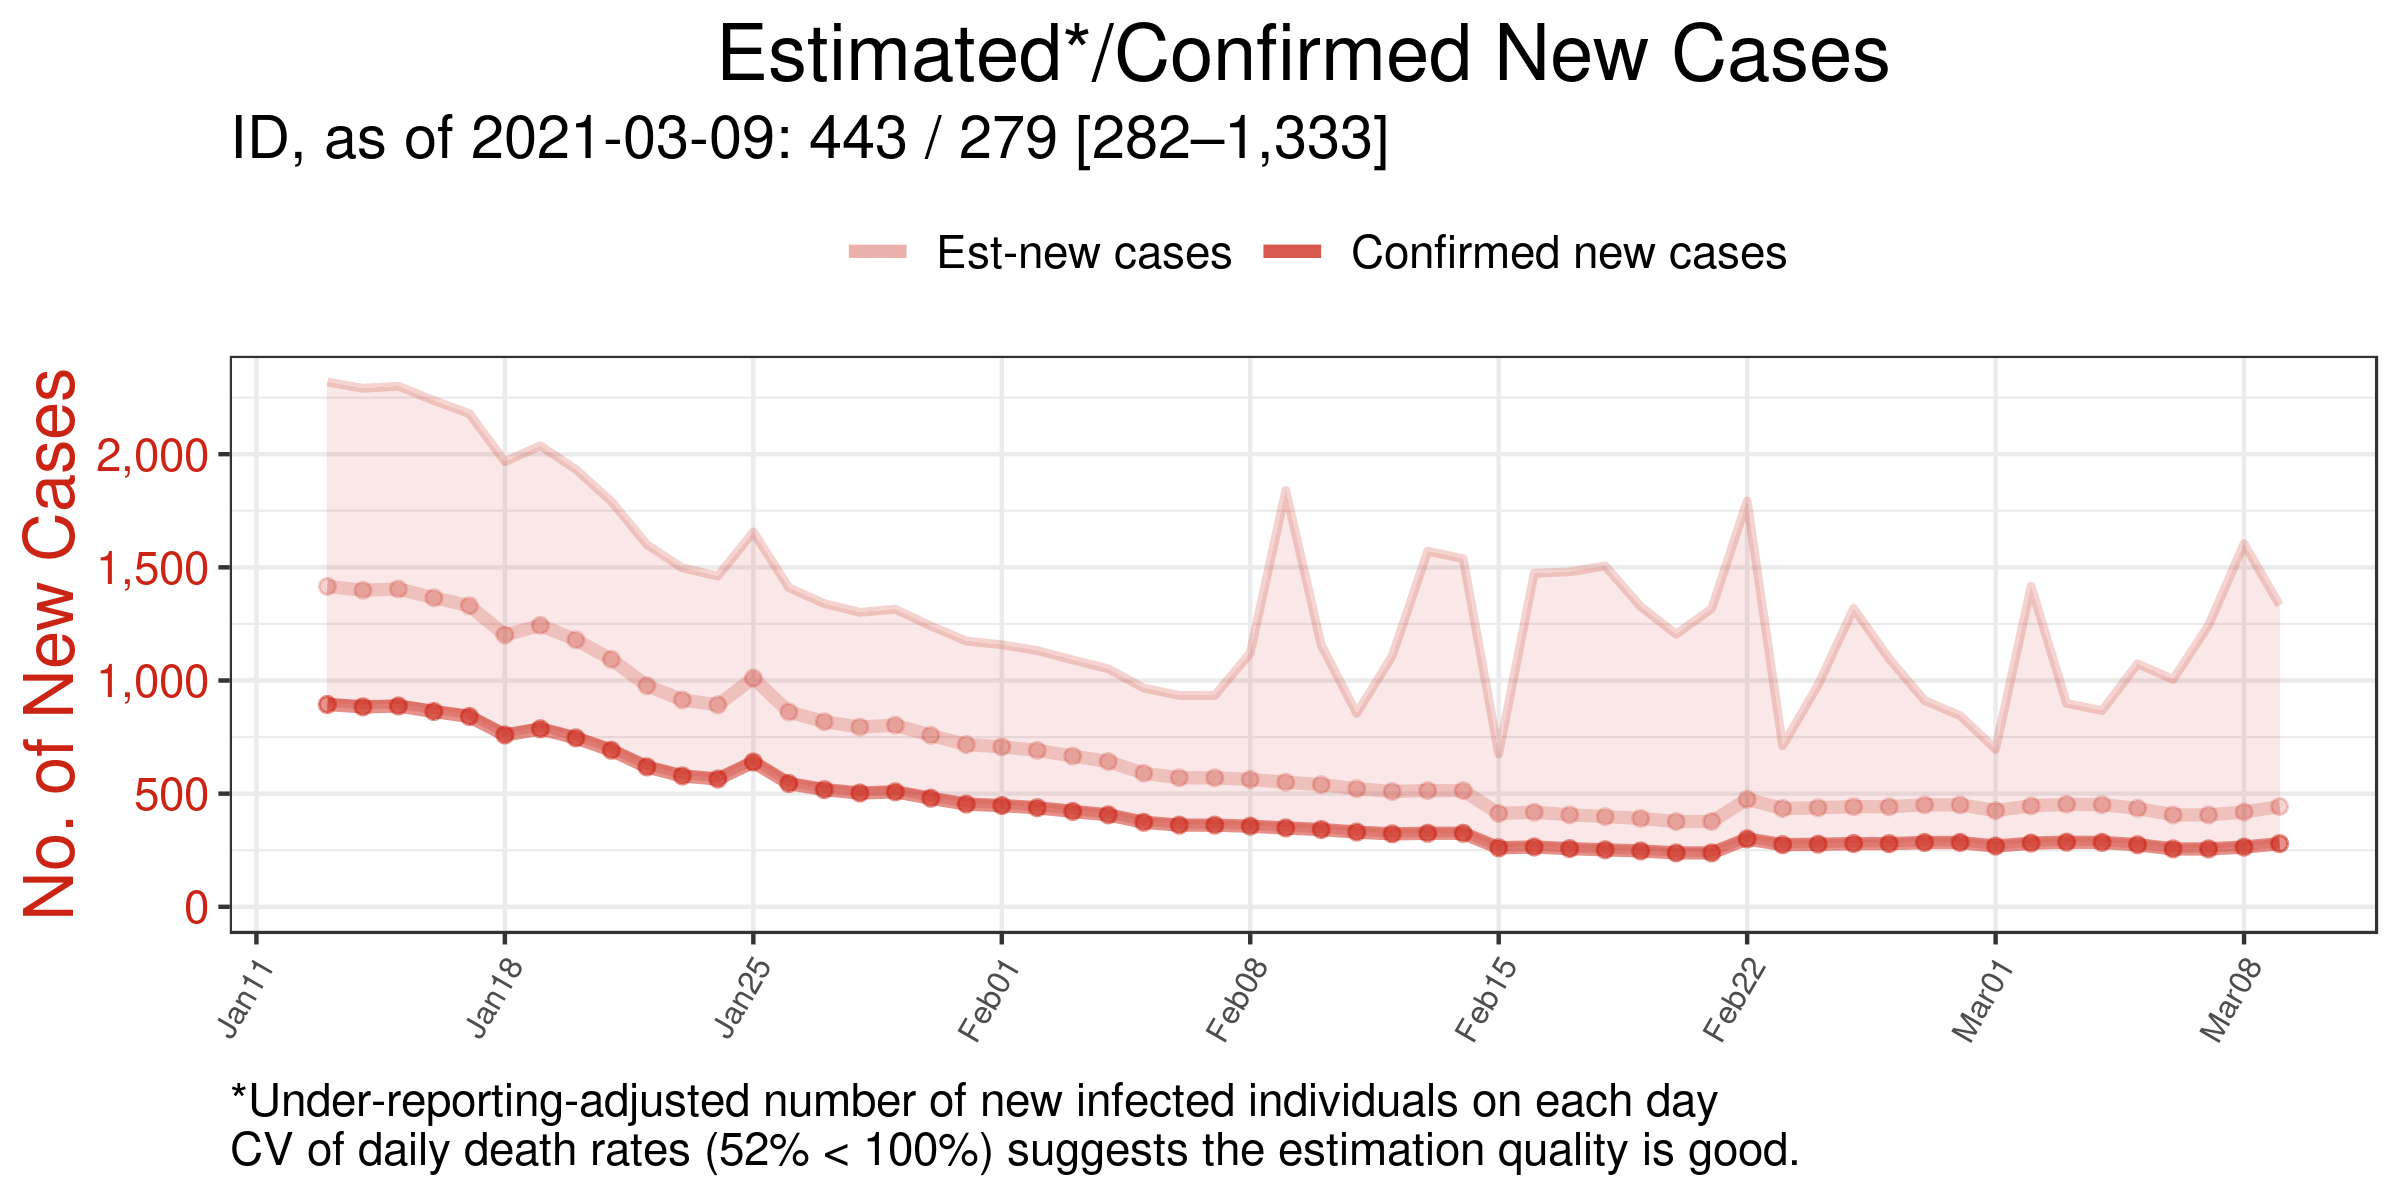 Estimated*/Confirmed New Cases
ID, as of 2021-03-09: 443 / 279 [282–1,333]
Est-new cases Confirmed new cases
No. of New Cases
2,000
1,500
1,000
500
0
Jan11 Jan18 Jan25 Feb01 Feb08 Feb15 Feb22 Mar01 Mar08
*Under-reporting-adjusted number of new infected individuals on each day
CV of daily death rates (52% < 100%) suggests the estimation quality is good.